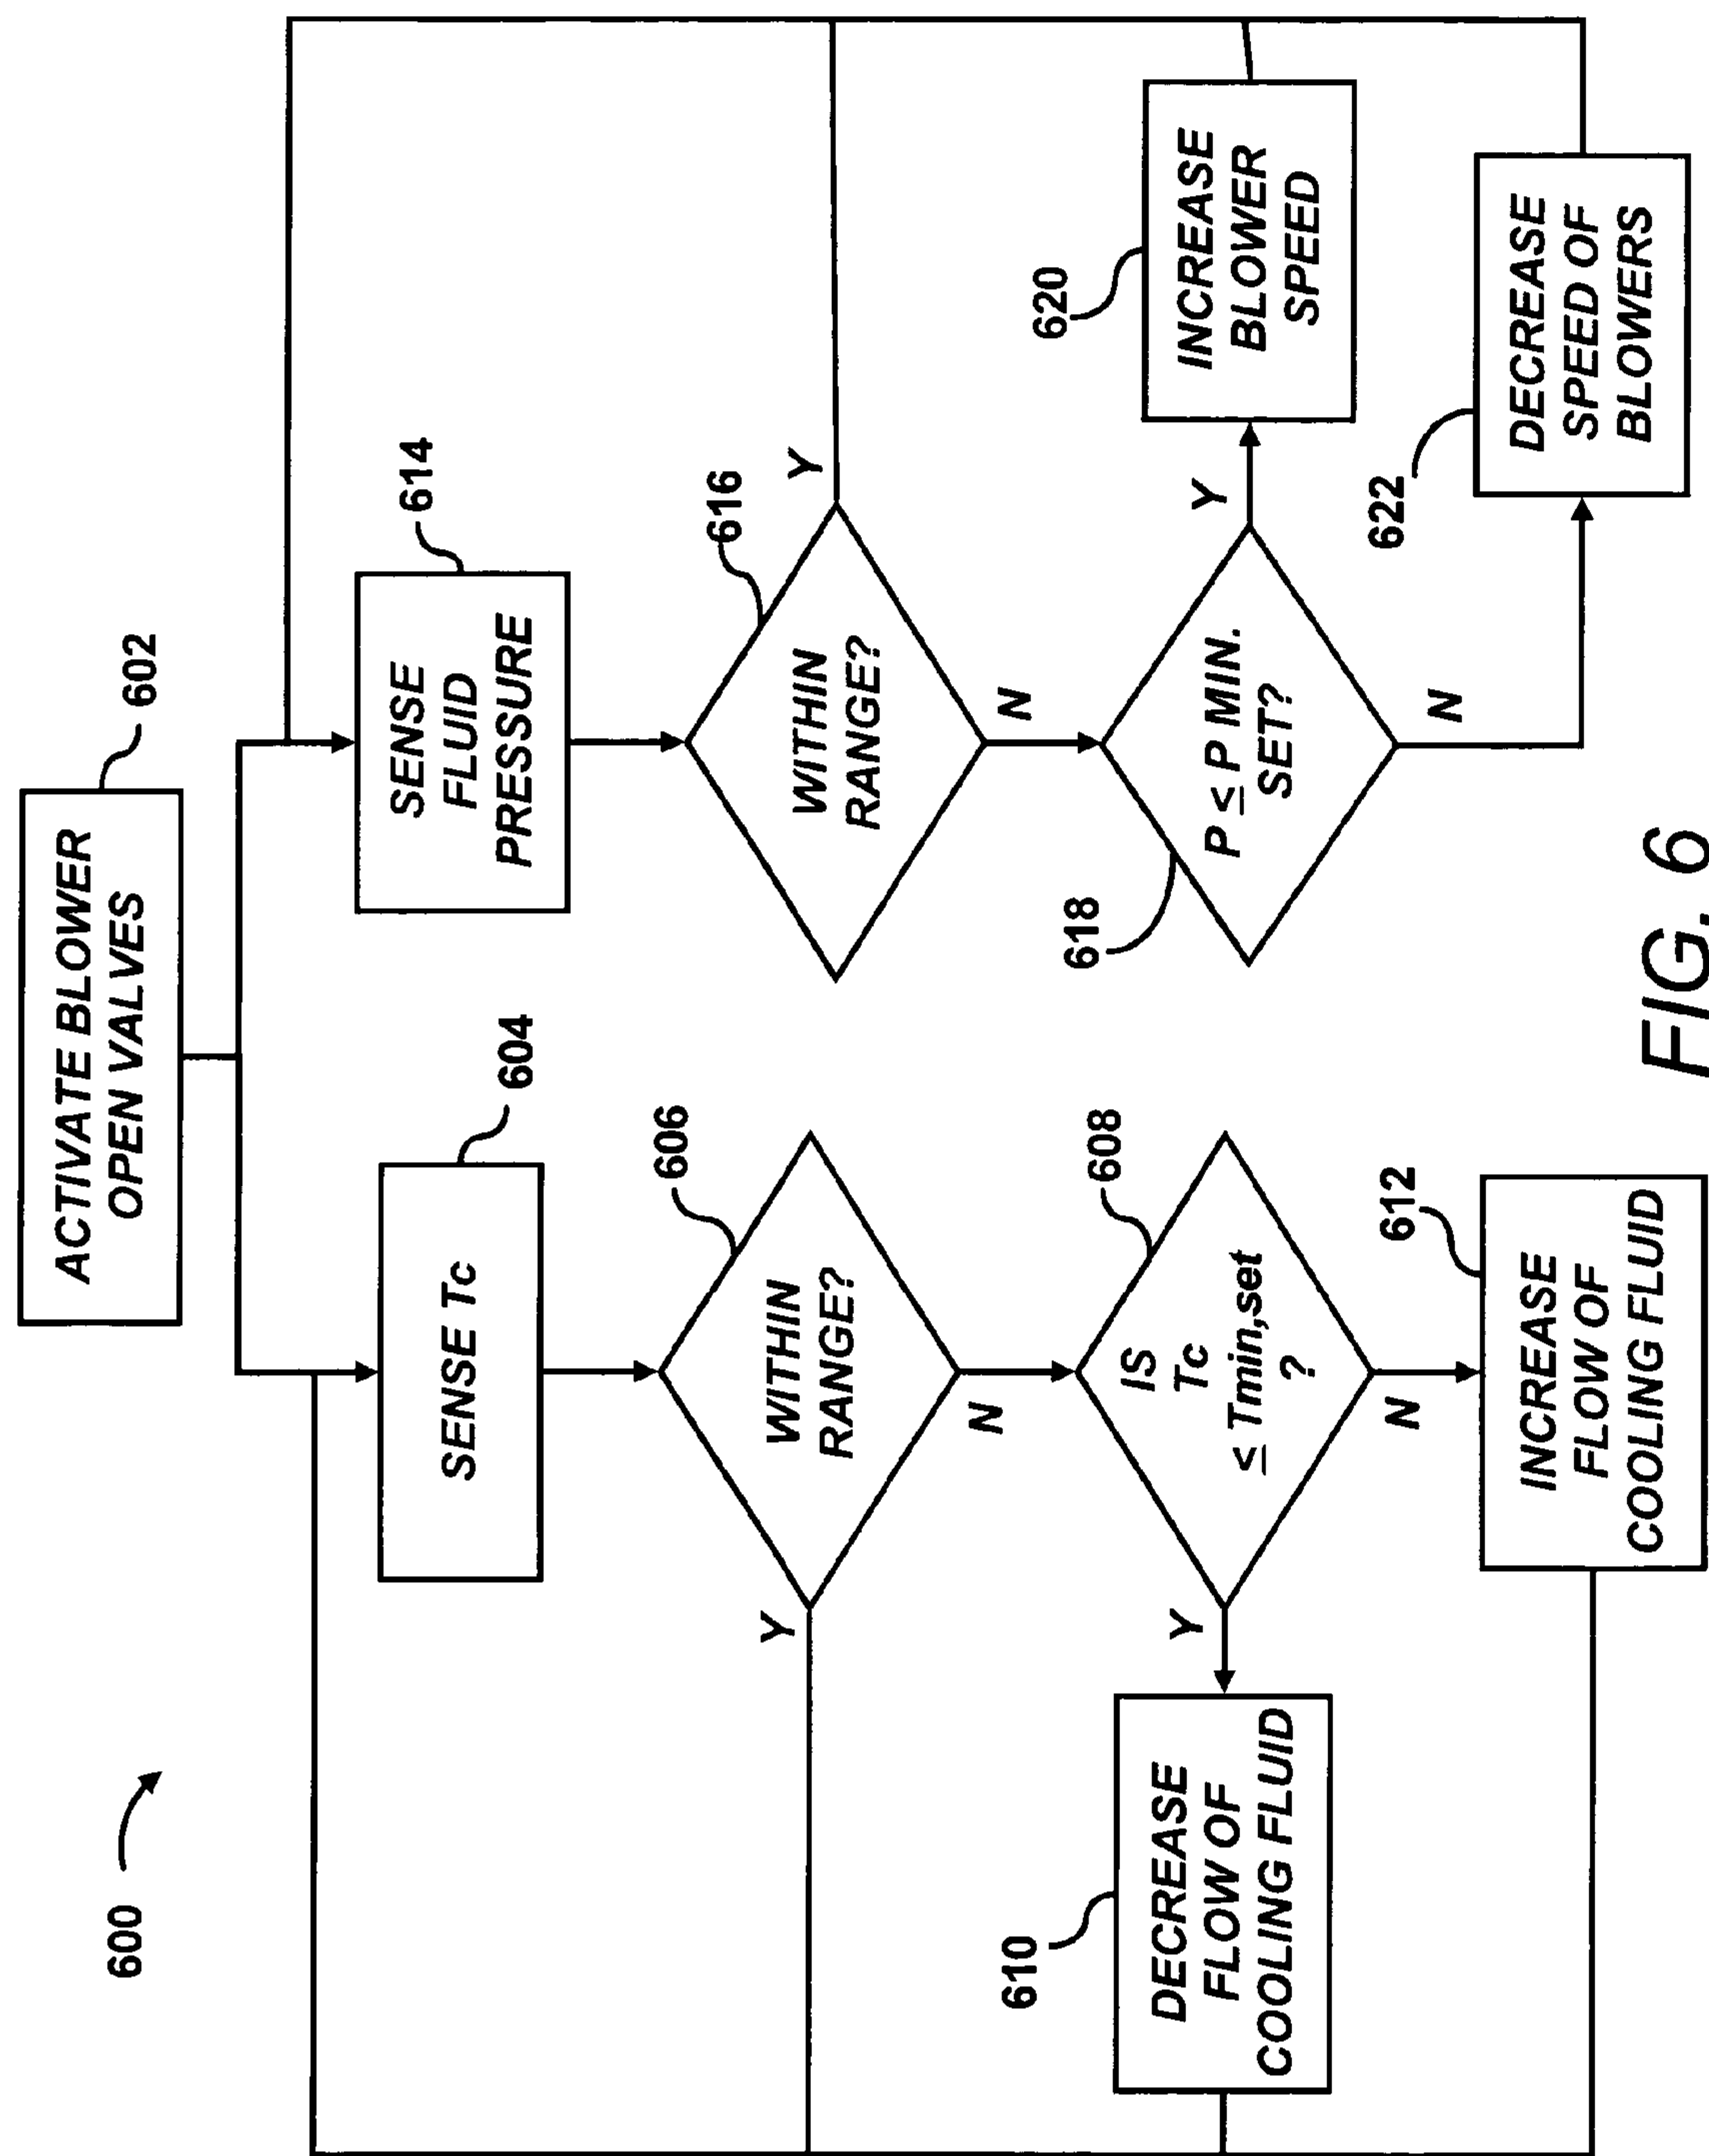 600
ACTIVATE BLOWER
OPEN VALVES
602
SENSE Tc
604
WITHIN
RANGE?
606
Y
N
IS
Tc
≤ Tmin,set
?
608
Y
N
DECREASE
FLOW OF
COOLING FLUID
610
INCREASE
FLOW OF
COOLING FLUID
612
SENSE
FLUID
PRESSURE
614
WITHIN
RANGE?
616
Y
N
P ≤ P MIN.
SET?
618
Y
N
INCREASE
BLOWER
SPEED
620
DECREASE
SPEED OF
BLOWERS
622
FIG. 6